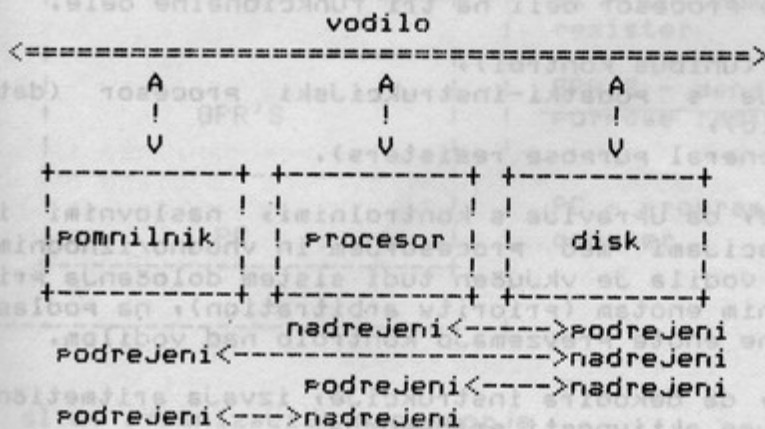 vodilo
<==========================================>
A A A
! ! !
V V V
+----------+ +----------+ +----------+
! ! ! ! ! !
!pomnilnik! ! procesor ! ! disk !
! ! ! ! ! !
+----------+ +----------+ +----------+
nadrejeni<---->podrejeni
podrejeni<------------------>nadrejeni
podrejeni<---->nadrejeni
podrejeni<--->nadrejeni